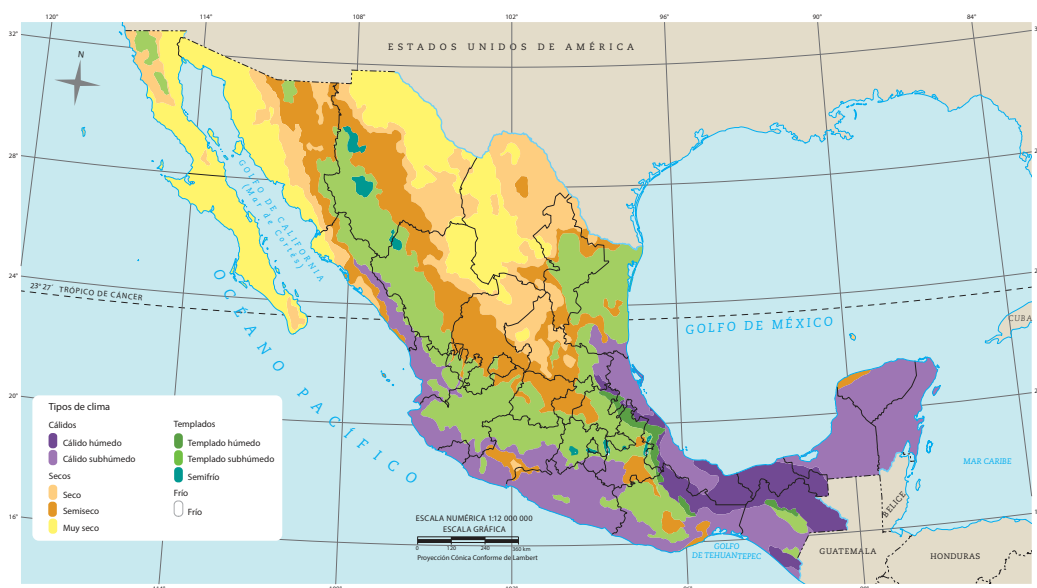 120°
114°
108°
102°
96°
90°
84°
32°
28°
24°
20°
16°
N
ESTADOS UNIDOS DE AMÉRICA
GOLFO DE CALIFORNIA
(Mar de Cortés)
23° 27´ TRÓPICO DE CÁNCER
OCÉANO PACÍFICO
GOLFO DE MÉXICO
CUBA
MAR CARIBE
BELICE
GUATEMALA
HONDURAS
GOLFO
DE TEHUANTEPEC
Tipos de clima
Cálidos
Cálido húmedo
Cálido subhúmedo
Secos
Seco
Semiseco
Muy seco
Templados
Templado húmedo
Templado subhúmedo
Semifrío
Frío
Frío
ESCALA NUMÉRICA 1:12 000 000
ESCALA GRÁFICA
0 120 240 360 km
Proyección Cónica Conforme de Lambert